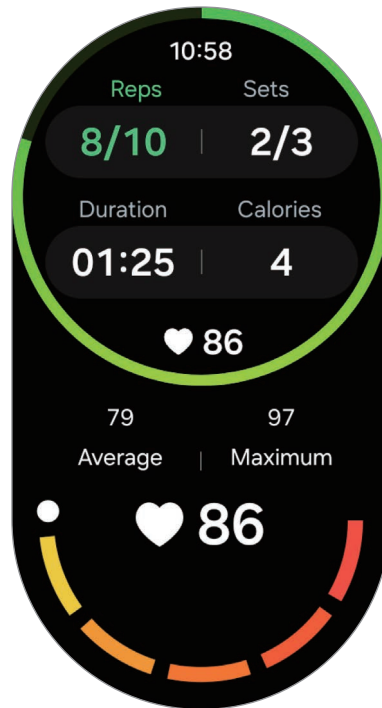 10:58
Reps Sets
8/10 | 2/3
Duration Calories
01:25 | 4
86
79 97
Average | Maximum
86